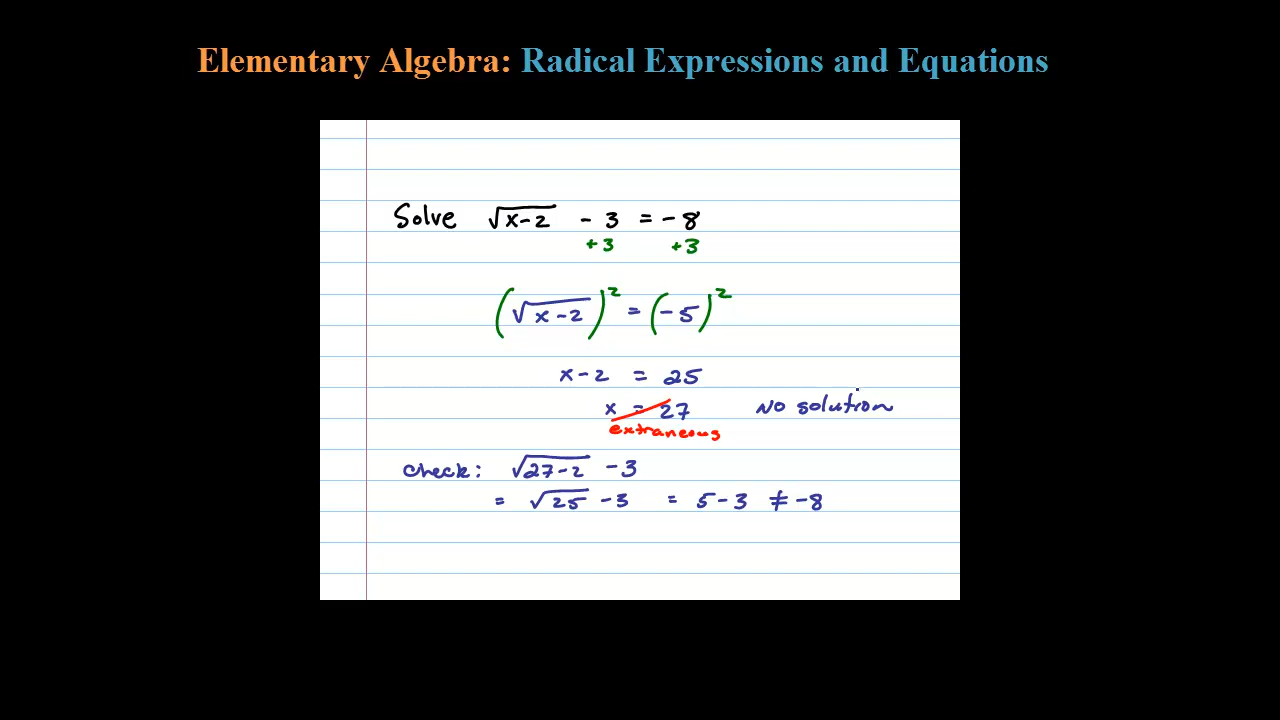 Elementary Algebra: Radical Expressions and Equations
Solve √(x-2) - 3 = -8
+3 +3
(√(x-2))² = (-5)²
x-2 = 25
x = 27 No solution
extraneous
check: √(27-2) -3
= √25 -3 = 5-3 ≠ -8